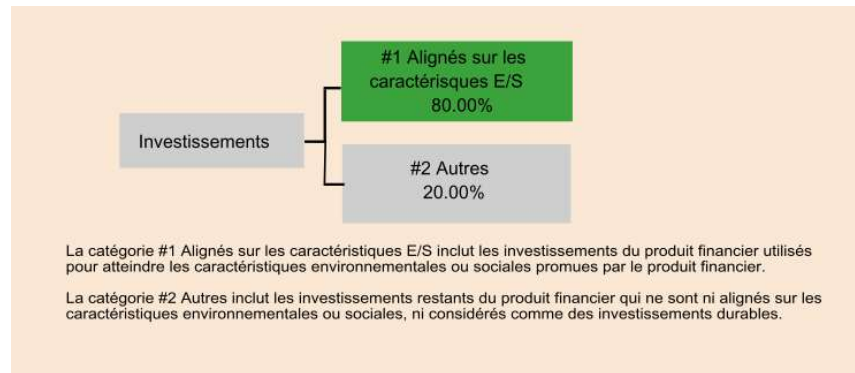 #1 Alignés sur les
caractérisques E/S
80.00%
Investissements
#2 Autres
20.00%
La catégorie #1 Alignés sur les caractéristiques E/S inclut les investissements du produit financier utilisés
pour atteindre les caractéristiques environnementales ou sociales promues par le produit financier.
La catégorie #2 Autres inclut les investissements restants du produit financier qui ne sont ni alignés sur les
caractéristiques environnementales ou sociales, ni considérés comme des investissements durables.